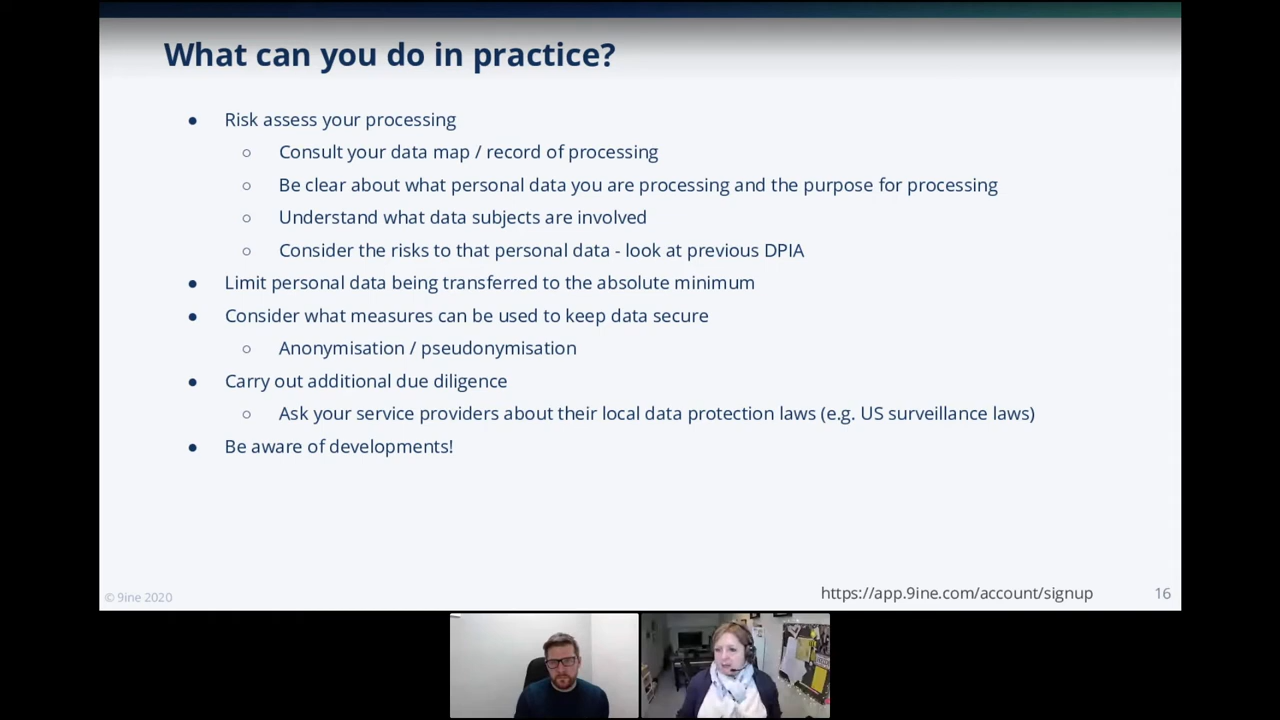 What can you do in practice?
● Risk assess your processing
○ Consult your data map / record of processing
○ Be clear about what personal data you are processing and the purpose for processing
○ Understand what data subjects are involved
○ Consider the risks to that personal data - look at previous DPIA
● Limit personal data being transferred to the absolute minimum
● Consider what measures can be used to keep data secure
○ Anonymisation / pseudonymisation
● Carry out additional due diligence
○ Ask your service providers about their local data protection laws (e.g. US surveillance laws)
● Be aware of developments!
© 9ine 2020
https://app.9ine.com/account/signup
16